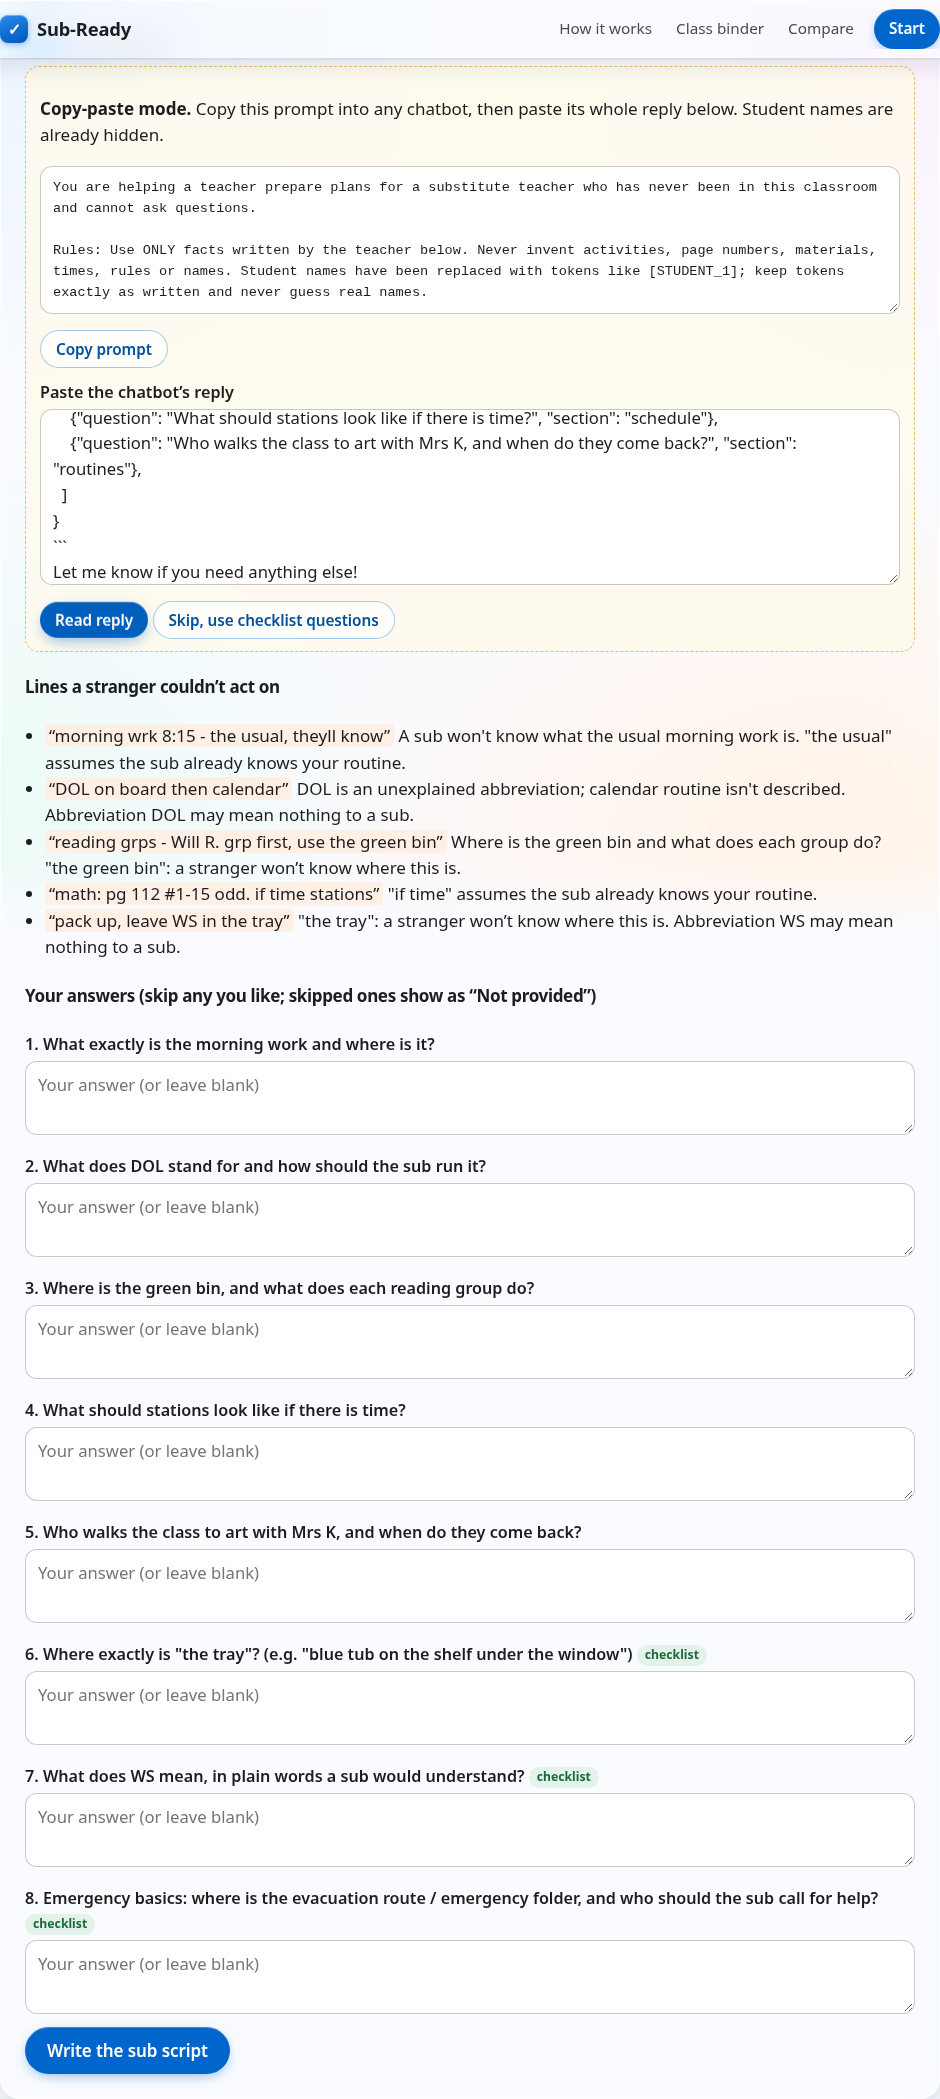 ✓ Sub-Ready
How it works
Class binder
Compare
Start
Copy-paste mode. Copy this prompt into any chatbot, then paste its whole reply below. Student names are
already hidden.
You are helping a teacher prepare plans for a substitute teacher who has never been in this classroom
and cannot ask questions.
Rules: Use ONLY facts written by the teacher below. Never invent activities, page numbers, materials,
times, rules or names. Student names have been replaced with tokens like [STUDENT_1]; keep tokens
exactly as written and never guess real names.
Copy prompt
Paste the chatbot’s reply
{"question": "What should stations look like if there is time?", "section": "schedule"},
{"question": "Who walks the class to art with Mrs K, and when do they come back?", "section":
"routines"},
]
}
```
Let me know if you need anything else!
Read reply
Skip, use checklist questions
Lines a stranger couldn’t act on
• “morning wrk 8:15 - the usual, theyll know” A sub won't know what the usual morning work is. "the usual"
assumes the sub already knows your routine.
• “DOL on board then calendar” DOL is an unexplained abbreviation; calendar routine isn't described.
Abbreviation DOL may mean nothing to a sub.
• “reading grps - Will R. grp first, use the green bin” Where is the green bin and what does each group do?
"the green bin": a stranger won’t know where this is.
• “math: pg 112 #1-15 odd. if time stations” "if time" assumes the sub already knows your routine.
• “pack up, leave WS in the tray” "the tray": a stranger won’t know where this is. Abbreviation WS may mean
nothing to a sub.
Your answers (skip any you like; skipped ones show as “Not provided”)
1. What exactly is the morning work and where is it?
Your answer (or leave blank)
2. What does DOL stand for and how should the sub run it?
Your answer (or leave blank)
3. Where is the green bin, and what does each reading group do?
Your answer (or leave blank)
4. What should stations look like if there is time?
Your answer (or leave blank)
5. Who walks the class to art with Mrs K, and when do they come back?
Your answer (or leave blank)
6. Where exactly is "the tray"? (e.g. "blue tub on the shelf under the window") checklist
Your answer (or leave blank)
7. What does WS mean, in plain words a sub would understand? checklist
Your answer (or leave blank)
8. Emergency basics: where is the evacuation route / emergency folder, and who should the sub call for help?
checklist
Your answer (or leave blank)
Write the sub script